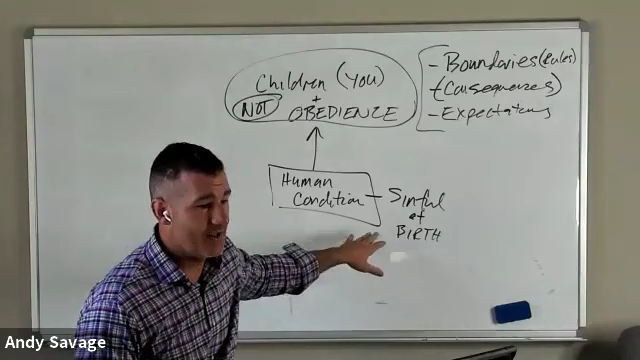 Children (YOU)
+
NOT OBEDIENCE
- Boundaries (Rules)
+ (Consequences)
- Expectations
Human
Condition - Sinful
at
BIRTH
Andy Savage